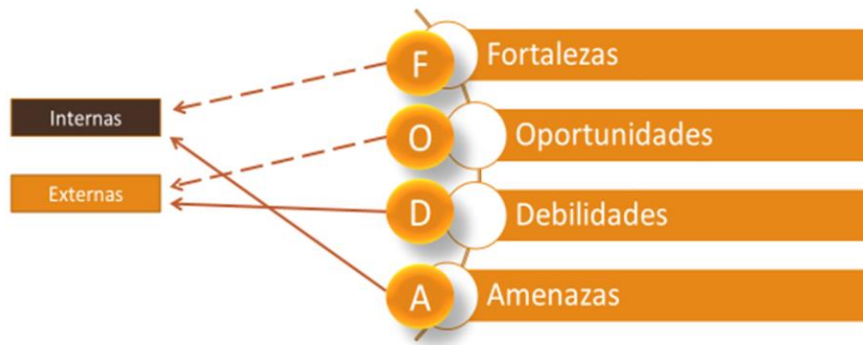 F Fortalezas
Internas
O Oportunidades
Externas
D Debilidades
A Amenazas